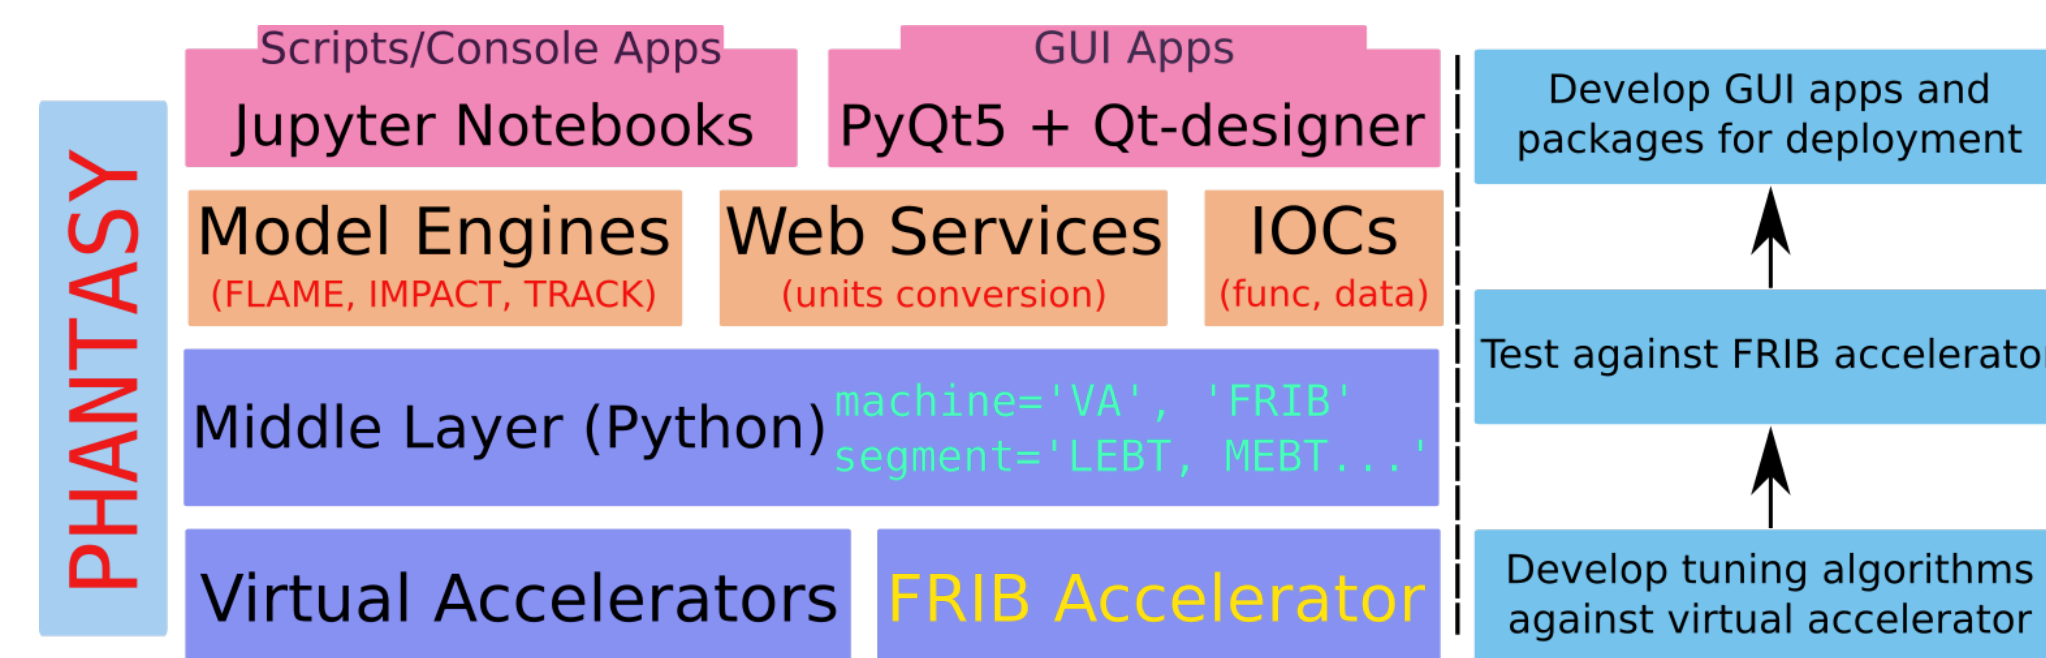 PHANTASY
Scripts/Console Apps
Jupyter Notebooks
GUI Apps
PyQt5 + Qt-designer
Model Engines
(FLAME, IMPACT, TRACK)
Web Services
(units conversion)
IOCs
(func, data)
Middle Layer (Python)
machine='VA', 'FRIB'
segment='LEBT, MEBT...'
Virtual Accelerators
FRIB Accelerator
Develop GUI apps and
packages for deployment
Test against FRIB accelerator
Develop tuning algorithms
against virtual accelerator